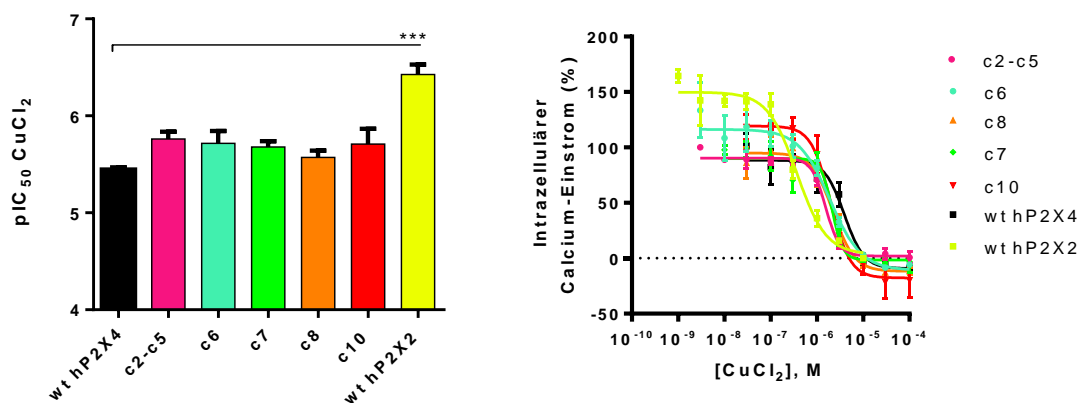 pIC50 CuCl2
7
6
5
4
***
wt hP2X4
c2-c5
c6
c7
c8
c10
wt hP2X2
Intrazellulärer
Calcium-Einstrom (%)
200
150
100
50
0
-50
10-10
10-9
10-8
10-7
10-6
10-5
10-4
[CuCl2], M
c2-c5
c6
c8
c7
c10
wt hP2X4
wt hP2X2